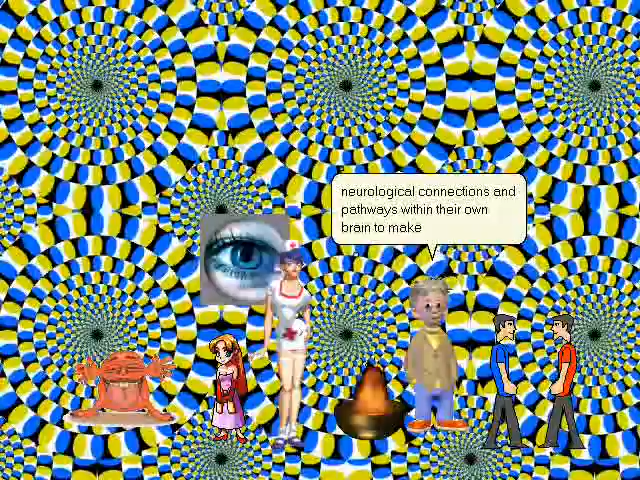 neurological connections and
pathways within their own
brain to make